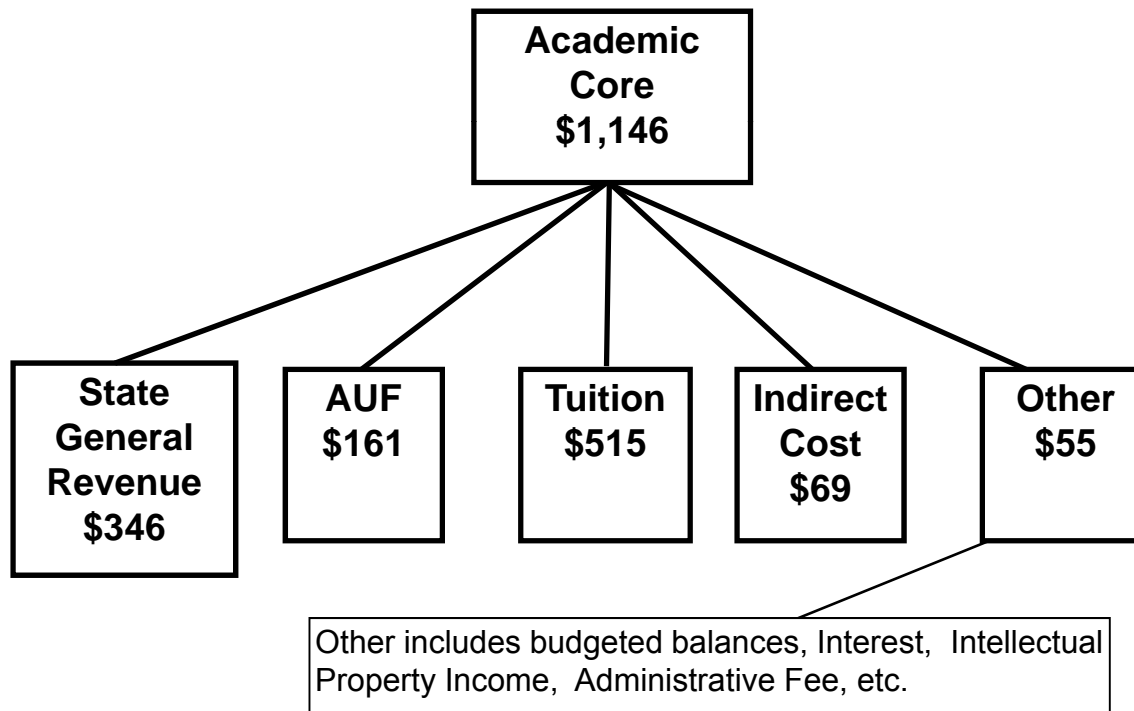 Academic
Core
$1,146
State
General
Revenue
$346
AUF
$161
Tuition
$515
Indirect
Cost
$69
Other
$55
Other includes budgeted balances, Interest, Intellectual
Property Income, Administrative Fee, etc.